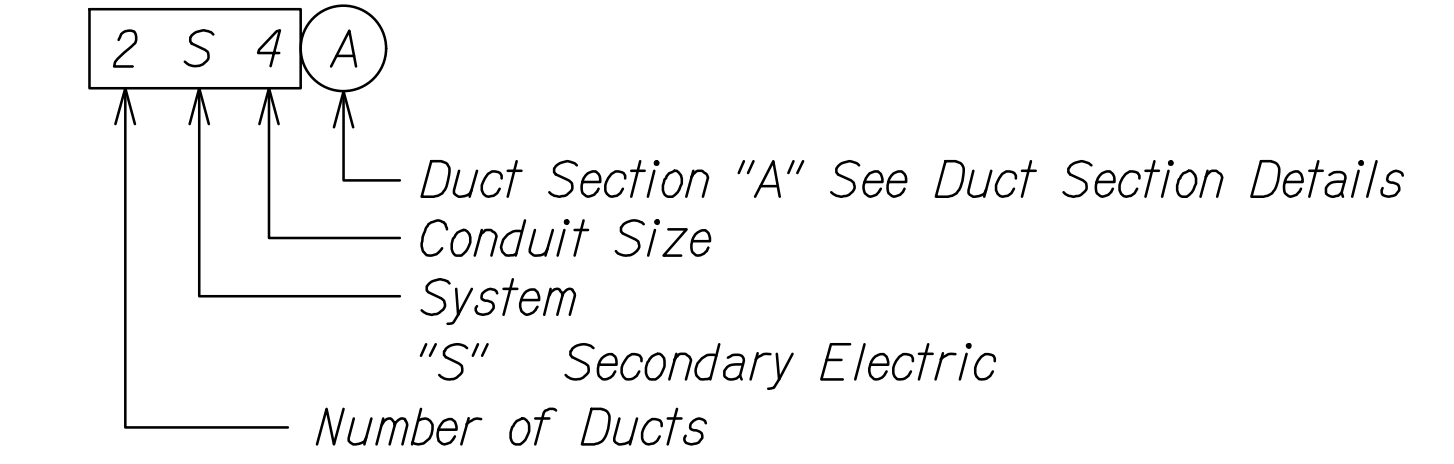 2 S 4 A
Duct Section "A" See Duct Section Details
Conduit Size
System
"S" Secondary Electric
Number of Ducts